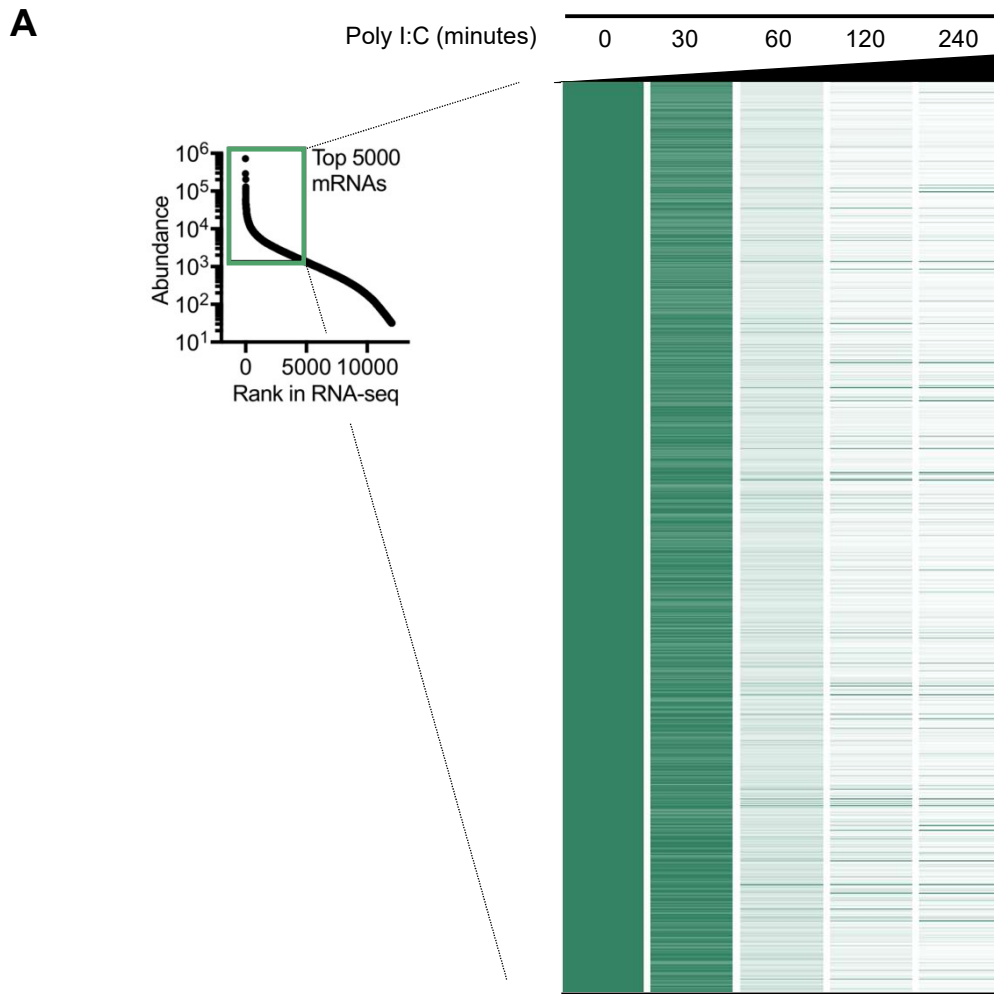 A
Poly I:C (minutes)
0 30 60 120 240
Top 5000
mRNAs
Abundance
10⁶
10⁵
10⁴
10³
10²
10¹
0 5000 10000
Rank in RNA-seq